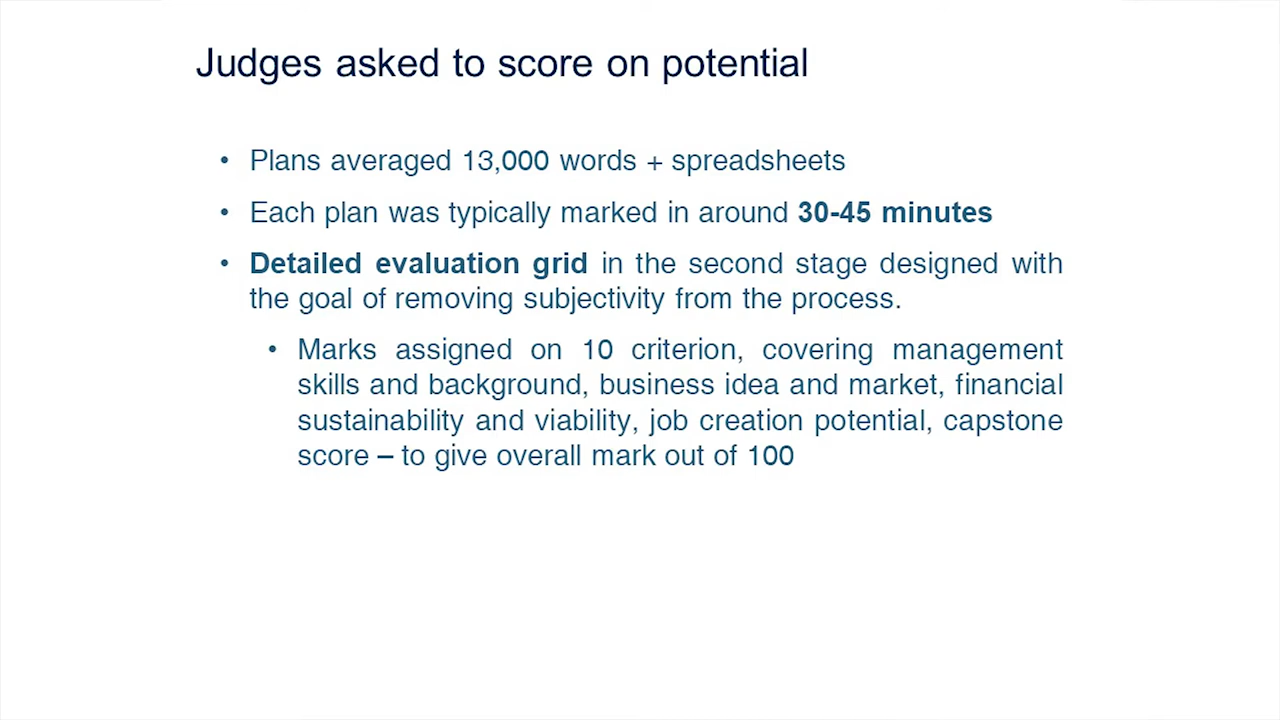 Judges asked to score on potential
• Plans averaged 13,000 words + spreadsheets
• Each plan was typically marked in around 30-45 minutes
• Detailed evaluation grid in the second stage designed with
the goal of removing subjectivity from the process.
• Marks assigned on 10 criterion, covering management
skills and background, business idea and market, financial
sustainability and viability, job creation potential, capstone
score – to give overall mark out of 100